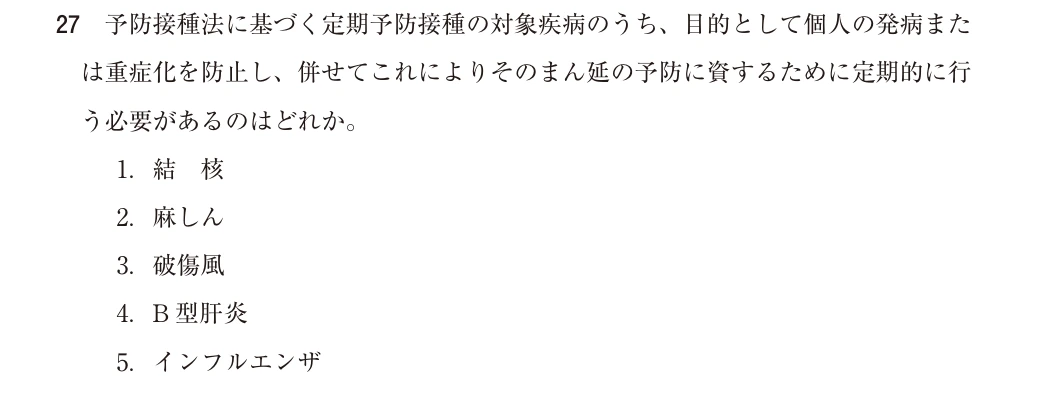 27　予防接種法に基づく定期予防接種の対象疾病のうち、目的として個人の発病また
は重症化を防止し、併せてこれによりそのまん延の予防に資するために定期的に行
う必要があるのはどれか。
1. 結　核
2. 麻しん
3. 破傷風
4. B 型肝炎
5. インフルエンザ